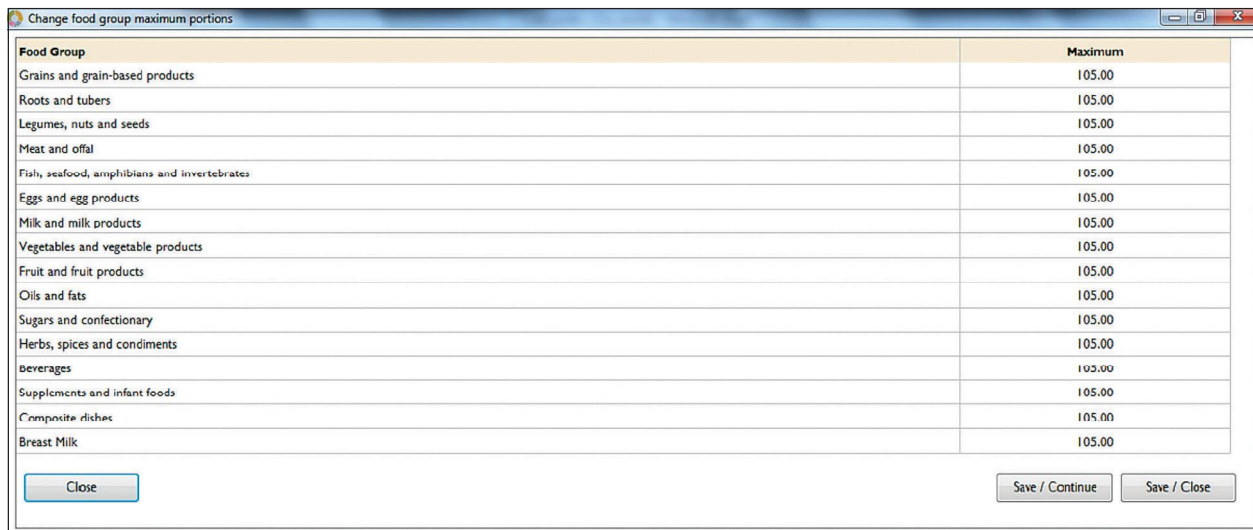 Change food group maximum portions
Food Group Maximum
Grains and grain-based products 105.00
Roots and tubers 105.00
Legumes, nuts and seeds 105.00
Meat and offal 105.00
Fish, seafood, amphibians and invertebrates 105.00
Eggs and egg products 105.00
Milk and milk products 105.00
Vegetables and vegetable products 105.00
Fruit and fruit products 105.00
Oils and fats 105.00
Sugars and confectionary 105.00
Herbs, spices and condiments 105.00
Beverages 105.00
Supplements and infant foods 105.00
Composite dishes 105.00
Breast Milk 105.00
Close Save / Continue Save / Close